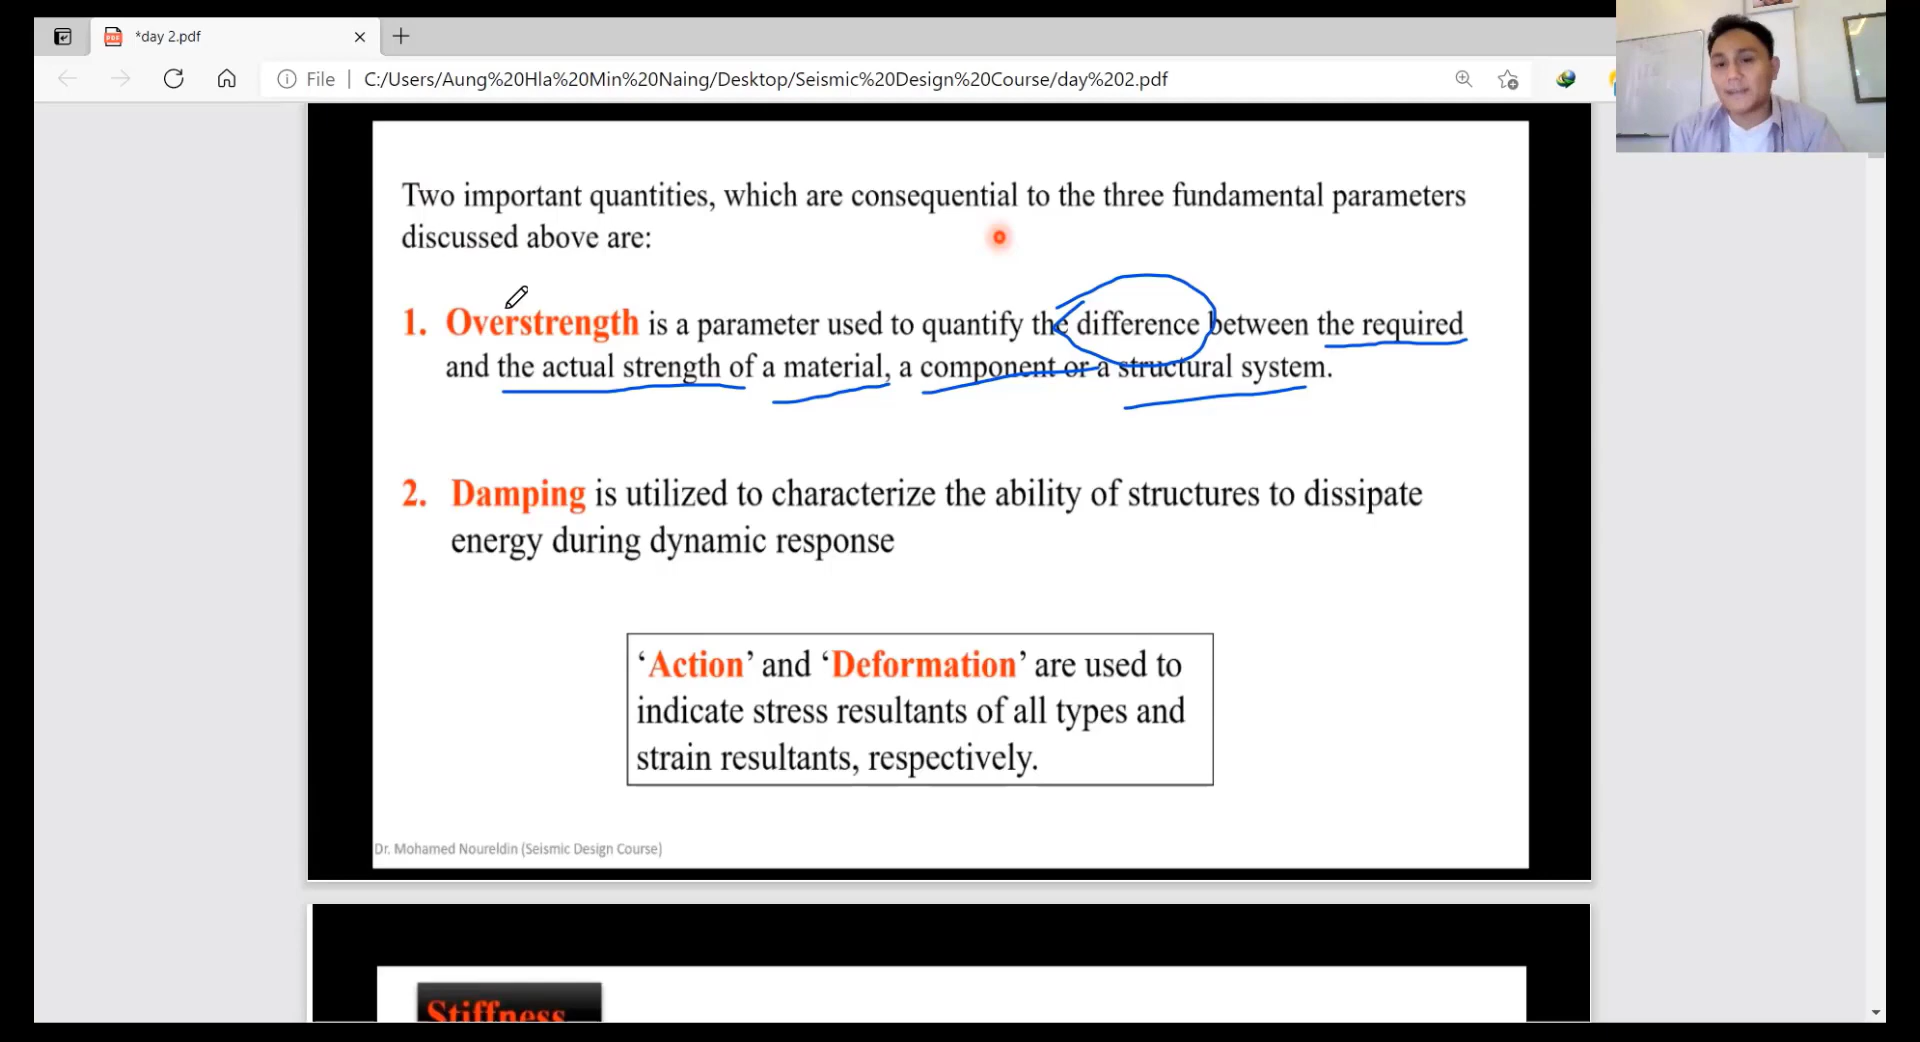 *day 2.pdf
File
C:/Users/Aung%20Hla%20Min%20Naing/Desktop/Seismic%20Design%20Course/day%202.pdf
Two important quantities, which are consequential to the three fundamental parameters
discussed above are:
1. Overstrength is a parameter used to quantify the difference between the required
and the actual strength of a material, a component or a structural system.
2. Damping is utilized to characterize the ability of structures to dissipate
energy during dynamic response
‘Action’ and ‘Deformation’ are used to
indicate stress resultants of all types and
strain resultants, respectively.
Dr. Mohamed Noureldin (Seismic Design Course)
Stiffness